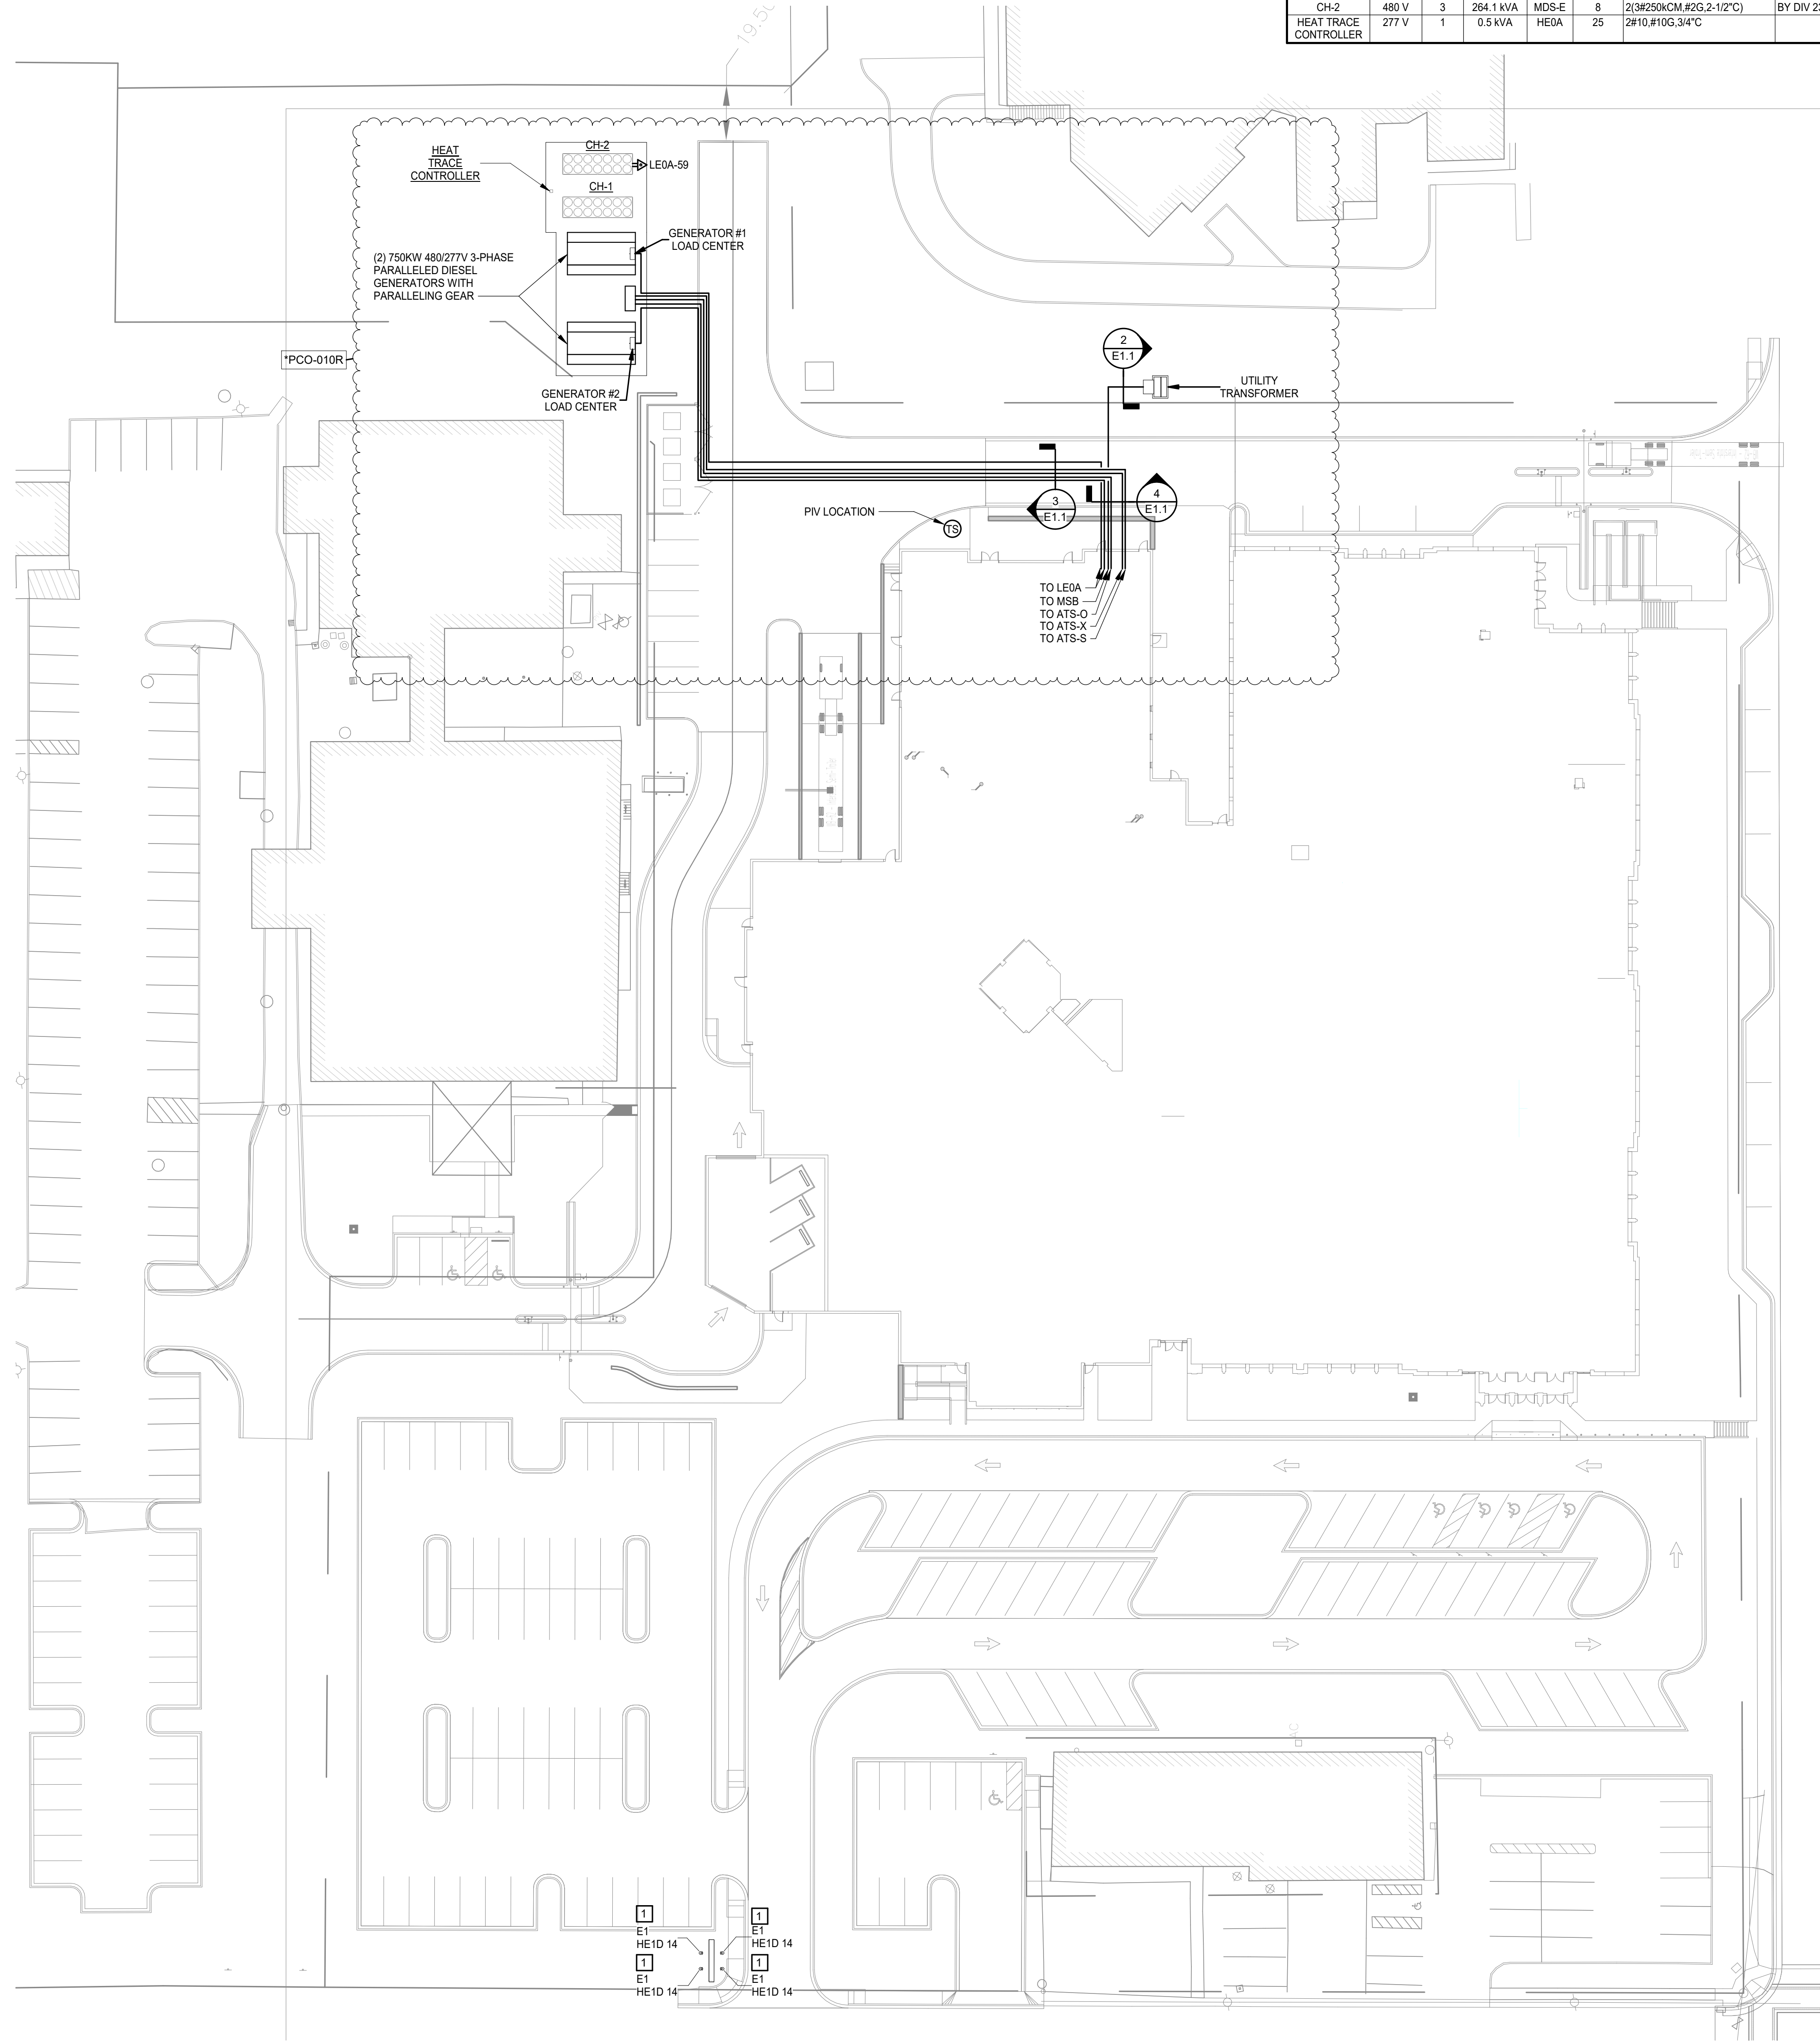 CH-2 480 V 3 264.1 kVA MDS-E 8 2(3#250kCM,#2G,2-1/2"C) BY DIV 23
HEAT TRACE CONTROLLER 277 V 1 0.5 kVA HE0A 25 2#10,#10G,3/4"C
HEAT
TRACE
CONTROLLER
CH-2
LE0A-59
CH-1
GENERATOR #1
LOAD CENTER
(2) 750KW 480/277V 3-PHASE
PARALLELED DIESEL
GENERATORS WITH
PARALLELING GEAR
*PCO-010R
GENERATOR #2
LOAD CENTER
2
E1.1
UTILITY
TRANSFORMER
PIV LOCATION
TS
3
E1.1
4
E1.1
TO LE0A
TO MSB
TO ATS-O
TO ATS-X
TO ATS-S
1
E1
HE1D 14
1
E1
HE1D 14
1
E1
HE1D 14
1
E1
HE1D 14